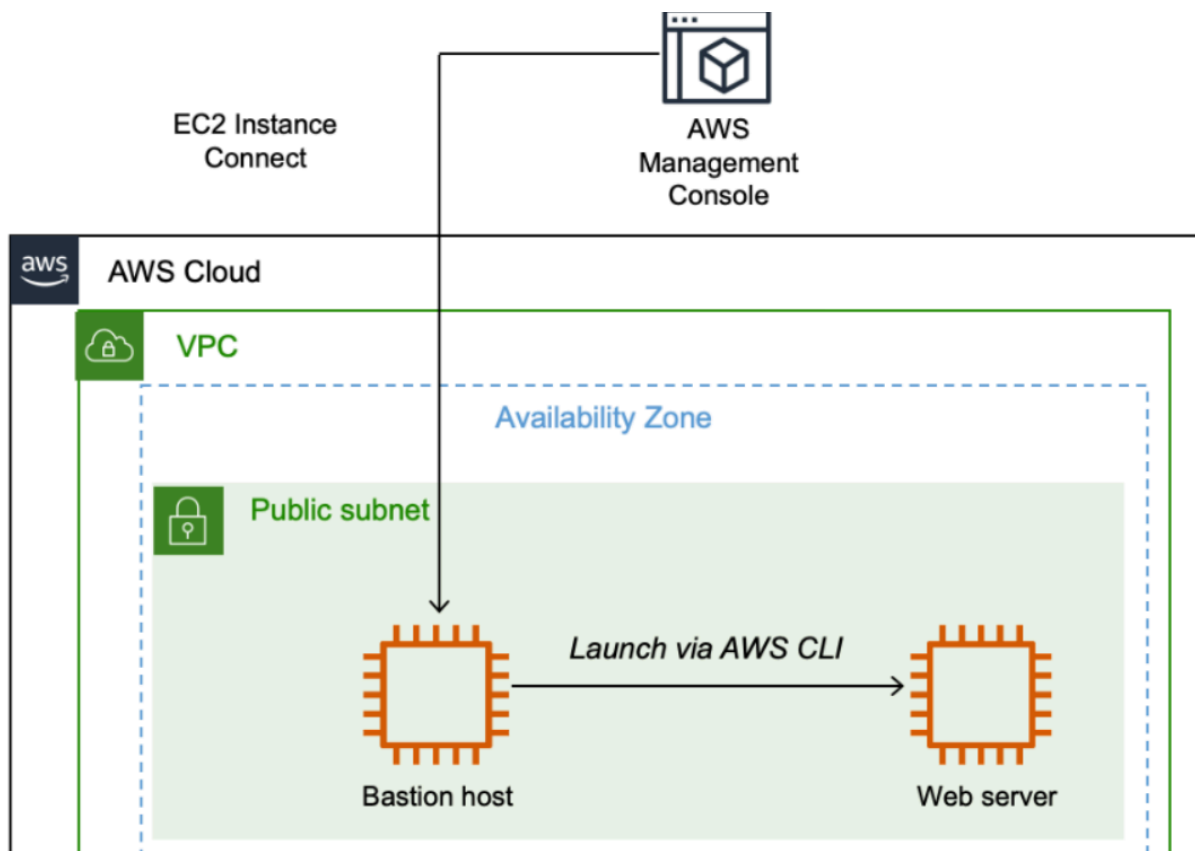 EC2 Instance
Connect
AWS
Management
Console
aws
AWS Cloud
VPC
Availability Zone
Public subnet
Launch via AWS CLI
Bastion host
Web server